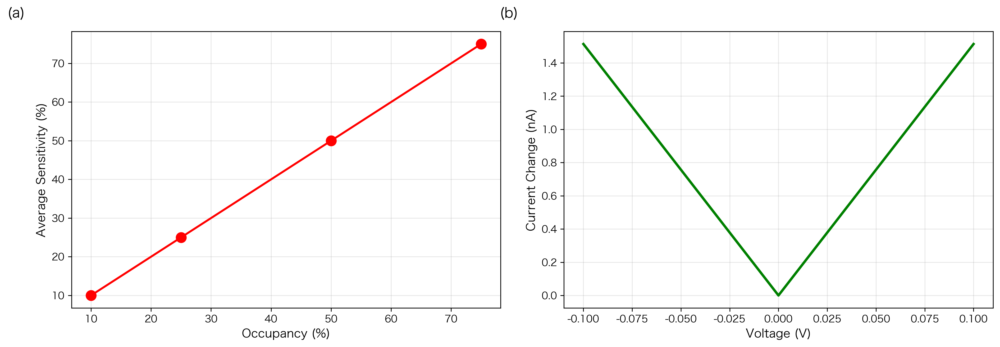 (a)
(b)
Average Sensitivity (%)
70
60
50
40
30
20
10
10 20 30 40 50 60 70
Occupancy (%)
Current Change (nA)
1.4
1.2
1.0
0.8
0.6
0.4
0.2
0.0
-0.100 -0.075 -0.050 -0.025 0.000 0.025 0.050 0.075 0.100
Voltage (V)